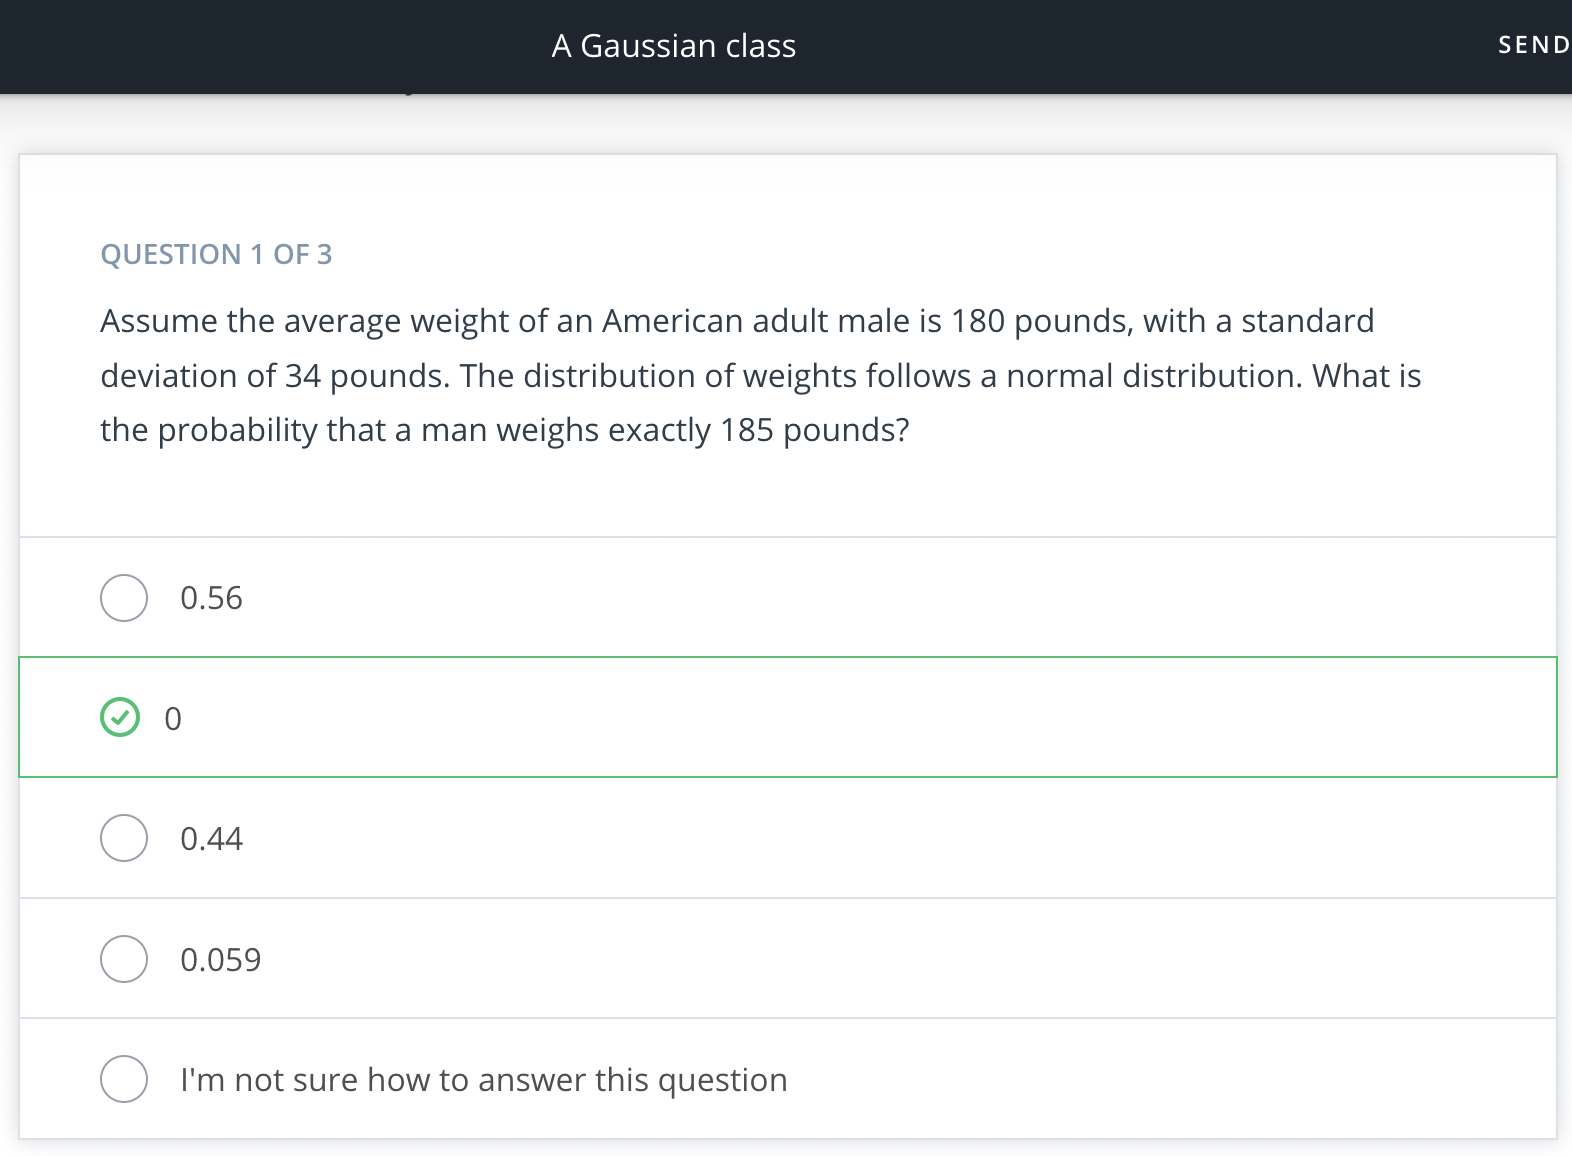 A Gaussian class
SEND
QUESTION 1 OF 3
Assume the average weight of an American adult male is 180 pounds, with a standard
deviation of 34 pounds. The distribution of weights follows a normal distribution. What is
the probability that a man weighs exactly 185 pounds?
0.56
0
0.44
0.059
I'm not sure how to answer this question